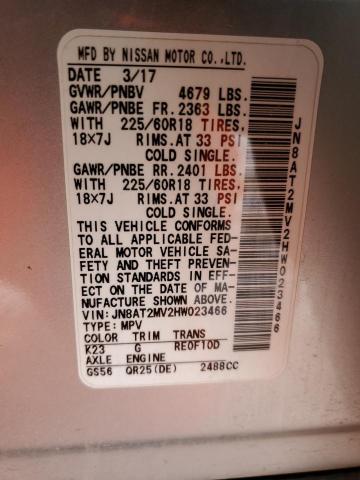 MFD BY NISSAN MOTOR CO.,LTD.
DATE 3/17
GVWR/PNBV 4679 LBS.
GAWR/PNBE FR. 2363 LBS.
WITH 225/60R18 TIRES,
18×7J RIMS.AT 33 PSI
COLD SINGLE.
GAWR/PNBE RR. 2401 LBS.
WITH 225/60R18 TIRES,
18×7J RIMS.AT 33 PSI
COLD SINGLE.
THIS VEHICLE CONFORMS
TO ALL APPLICABLE FED-
ERAL MOTOR VEHICLE SA-
FETY AND THEFT PREVEN-
TION STANDARDS IN EFF-
ECT ON THE DATE OF MA-
NUFACTURE SHOWN ABOVE.
VIN: JN8AT2MV2HW023466
TYPE: MPV
COLOR TRIM TRANS
K23 G RE0F10D
AXLE ENGINE
GS56 QR25(DE) 2488CC
JN8AT2MV2HW023466